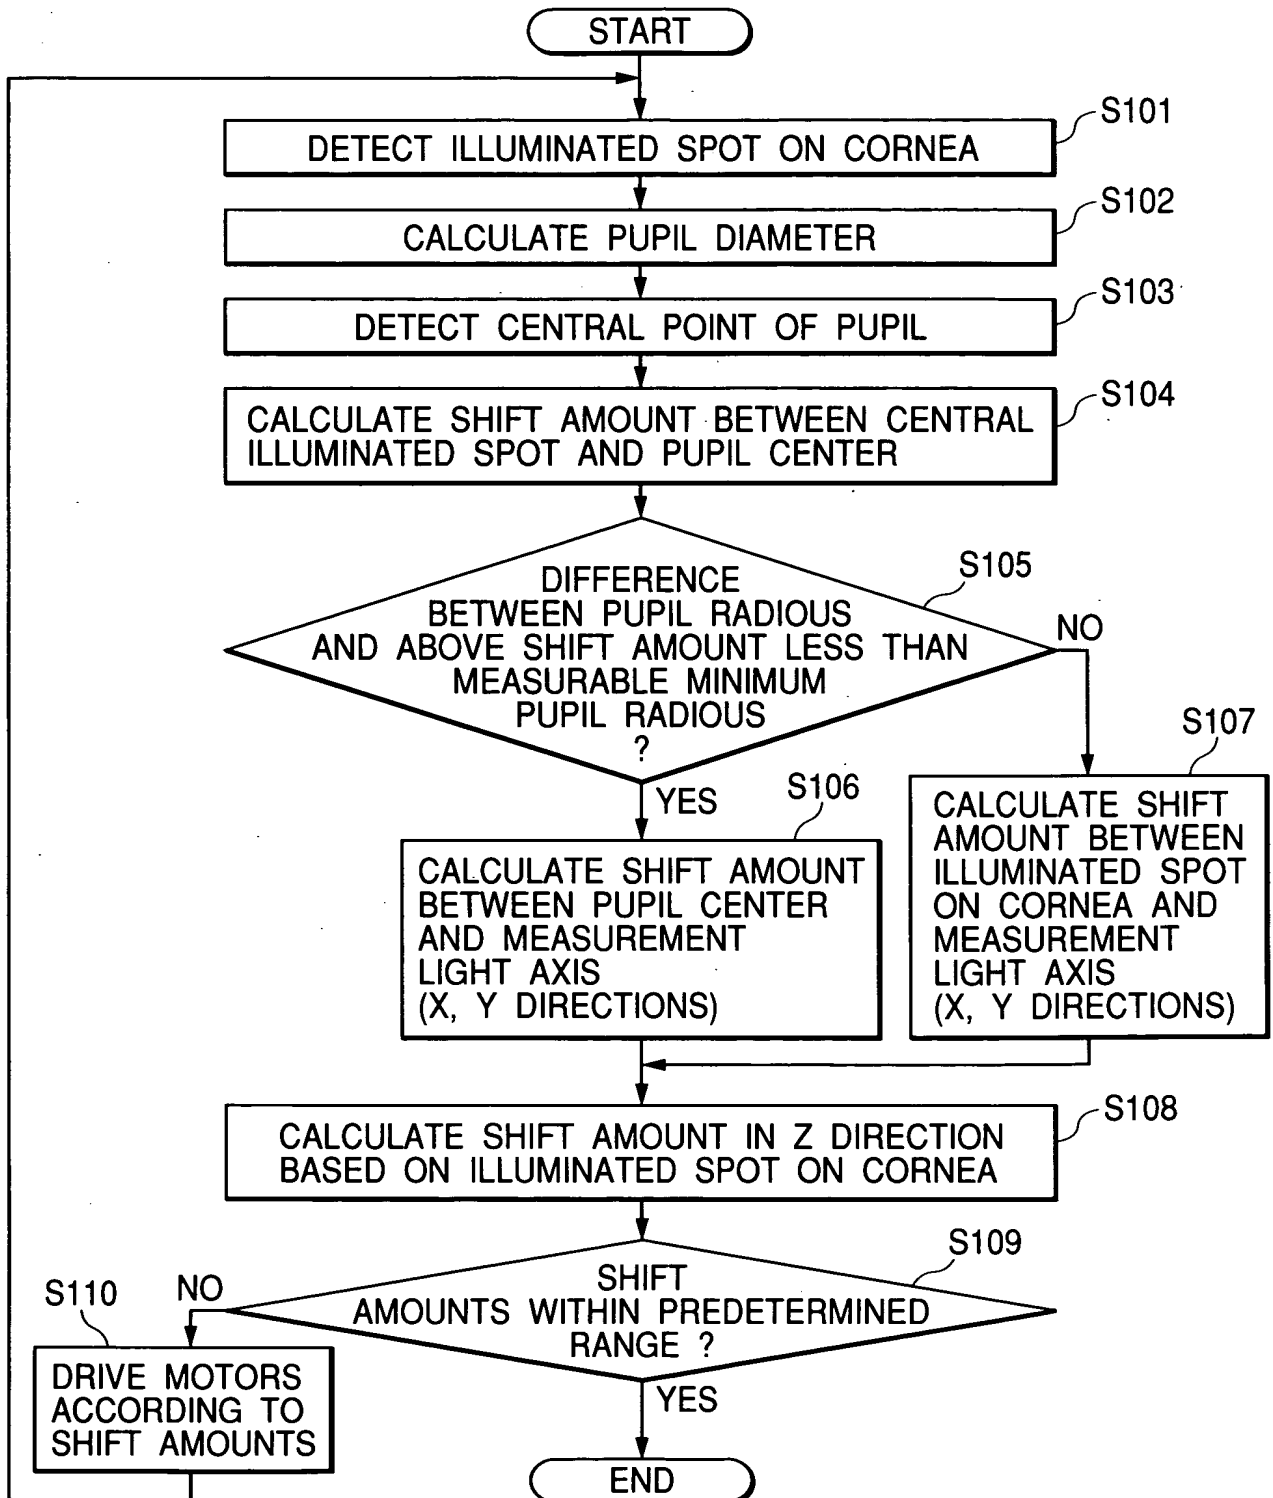 START
S101
DETECT ILLUMINATED SPOT ON CORNEA
S102
CALCULATE PUPIL DIAMETER
S103
DETECT CENTRAL POINT OF PUPIL
S104
CALCULATE SHIFT AMOUNT BETWEEN CENTRAL
ILLUMINATED SPOT AND PUPIL CENTER
S105
DIFFERENCE
BETWEEN PUPIL RADIOUS
AND ABOVE SHIFT AMOUNT LESS THAN
MEASURABLE MINIMUM
PUPIL RADIOUS
?
NO
YES
S106
CALCULATE SHIFT AMOUNT
BETWEEN PUPIL CENTER
AND MEASUREMENT
LIGHT AXIS
(X, Y DIRECTIONS)
S107
CALCULATE SHIFT
AMOUNT BETWEEN
ILLUMINATED SPOT
ON CORNEA AND
MEASUREMENT
LIGHT AXIS
(X, Y DIRECTIONS)
S108
CALCULATE SHIFT AMOUNT IN Z DIRECTION
BASED ON ILLUMINATED SPOT ON CORNEA
S109
SHIFT
AMOUNTS WITHIN PREDETERMINED
RANGE ?
NO
S110
DRIVE MOTORS
ACCORDING TO
SHIFT AMOUNTS
YES
END